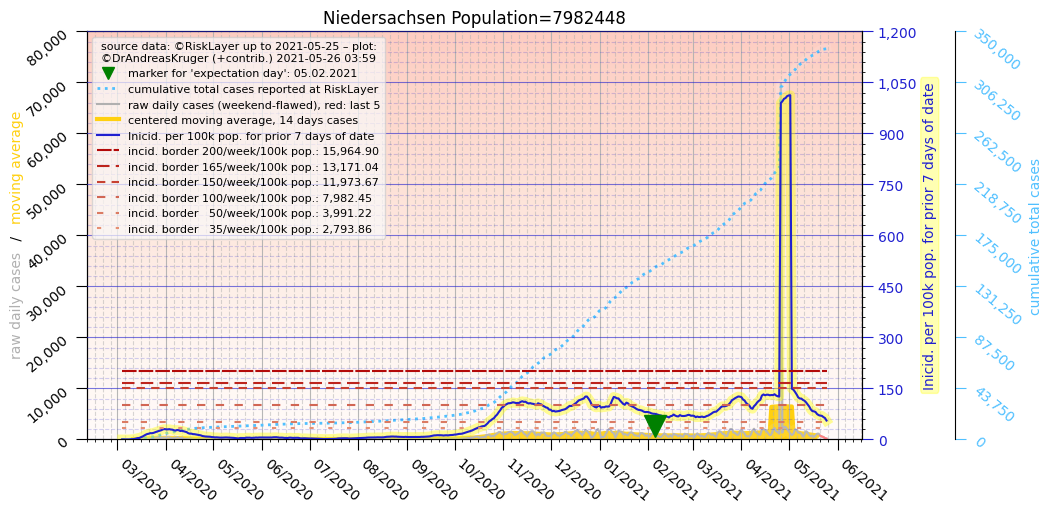 Niedersachsen Population=7982448
source data: ©RiskLayer up to 2021-05-25 – plot:
©DrAndreasKruger (+contrib.) 2021-05-26 03:59
marker for 'expectation day': 05.02.2021
cumulative total cases reported at RiskLayer
raw daily cases (weekend-flawed), red: last 5
centered moving average, 14 days cases
Inicid. per 100k pop. for prior 7 days of date
incid. border 200/week/100k pop.: 15,964.90
incid. border 165/week/100k pop.: 13,171.04
incid. border 150/week/100k pop.: 11,973.67
incid. border 100/week/100k pop.: 7,982.45
incid. border   50/week/100k pop.: 3,991.22
incid. border   35/week/100k pop.: 2,793.86
raw daily cases / moving average
80,000
70,000
60,000
50,000
40,000
30,000
20,000
10,000
0
03/2020
04/2020
05/2020
06/2020
07/2020
08/2020
09/2020
10/2020
11/2020
12/2020
01/2021
02/2021
03/2021
04/2021
05/2021
06/2021
1,200
1,050
900
750
600
450
300
150
0
Inicid. per 100k pop. for prior 7 days of date
350,000
306,250
262,500
218,750
175,000
131,250
87,500
43,750
0
cumulative total cases